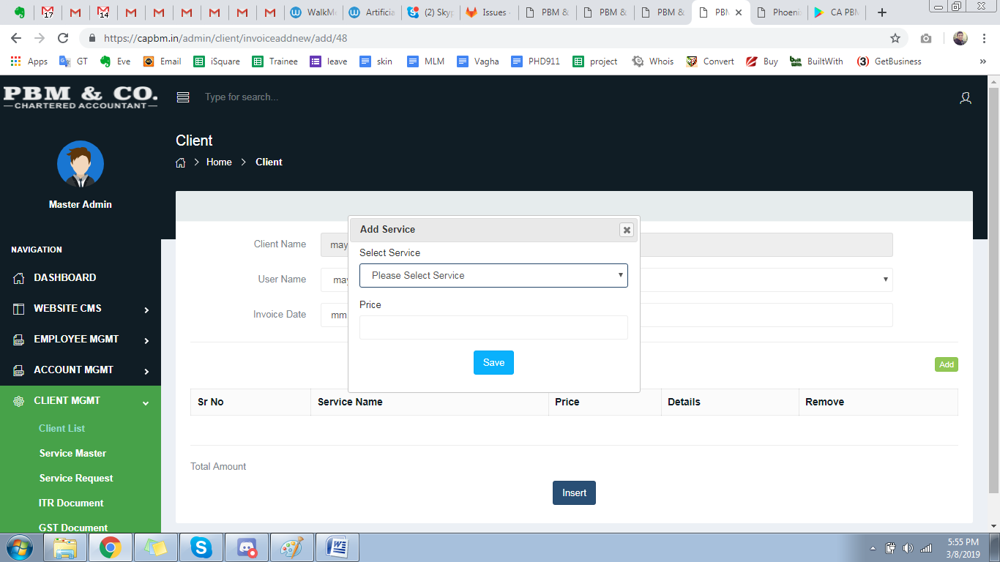 17
14
WalkMe
Artificia
(2) Skyp
Issues
PBM &
PBM &
PBM &
PBM
Phoeni
CA PBM
https://capbm.in/admin/client/invoiceaddnew/add/48
Apps
GT
Eve
Email
iSquare
Trainee
leave
skin
MLM
Vagha
PHD911
project
Whois
Convert
Buy
BuiltWith
GetBusiness
»
PBM & CO.
CHARTERED ACCOUNTANT
Type for search...
Master Admin
NAVIGATION
DASHBOARD
WEBSITE CMS
EMPLOYEE MGMT
ACCOUNT MGMT
CLIENT MGMT
Client List
Service Master
Service Request
ITR Document
GST Document
Client
Home
Client
Client Name
may
User Name
may
Invoice Date
mm
Add Service
Select Service
Please Select Service
Price
Save
Add
Sr No
Service Name
Price
Details
Remove
Total Amount
Insert
5:55 PM
3/8/2019